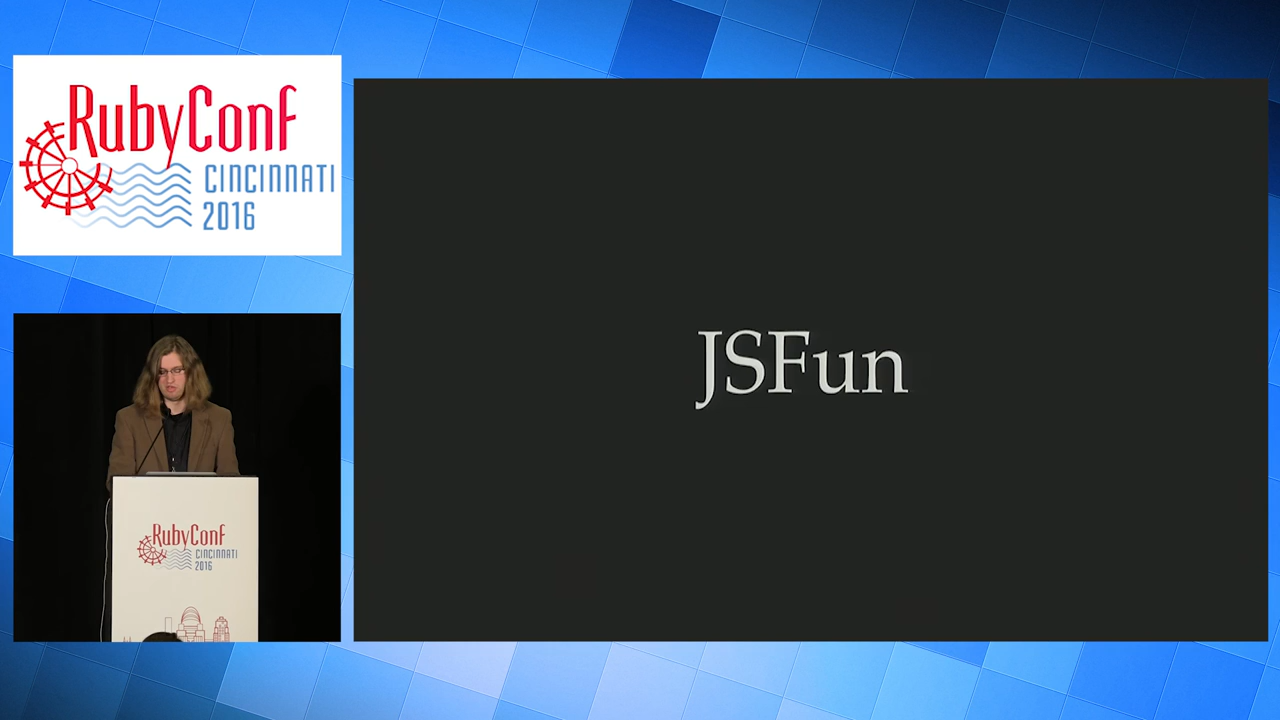 RubyConf
CINCINNATI
2016
JSFun
RubyConf
CINCINNATI
2016